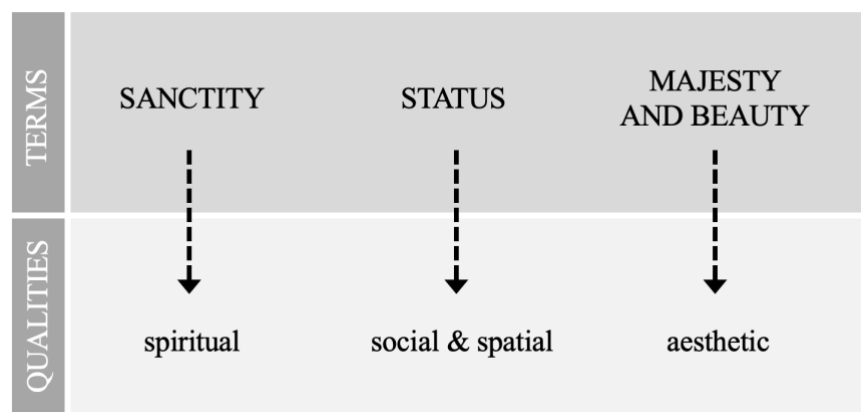 TERMS
SANCTITY
STATUS
MAJESTY
AND BEAUTY
QUALITIES
spiritual
social & spatial
aesthetic